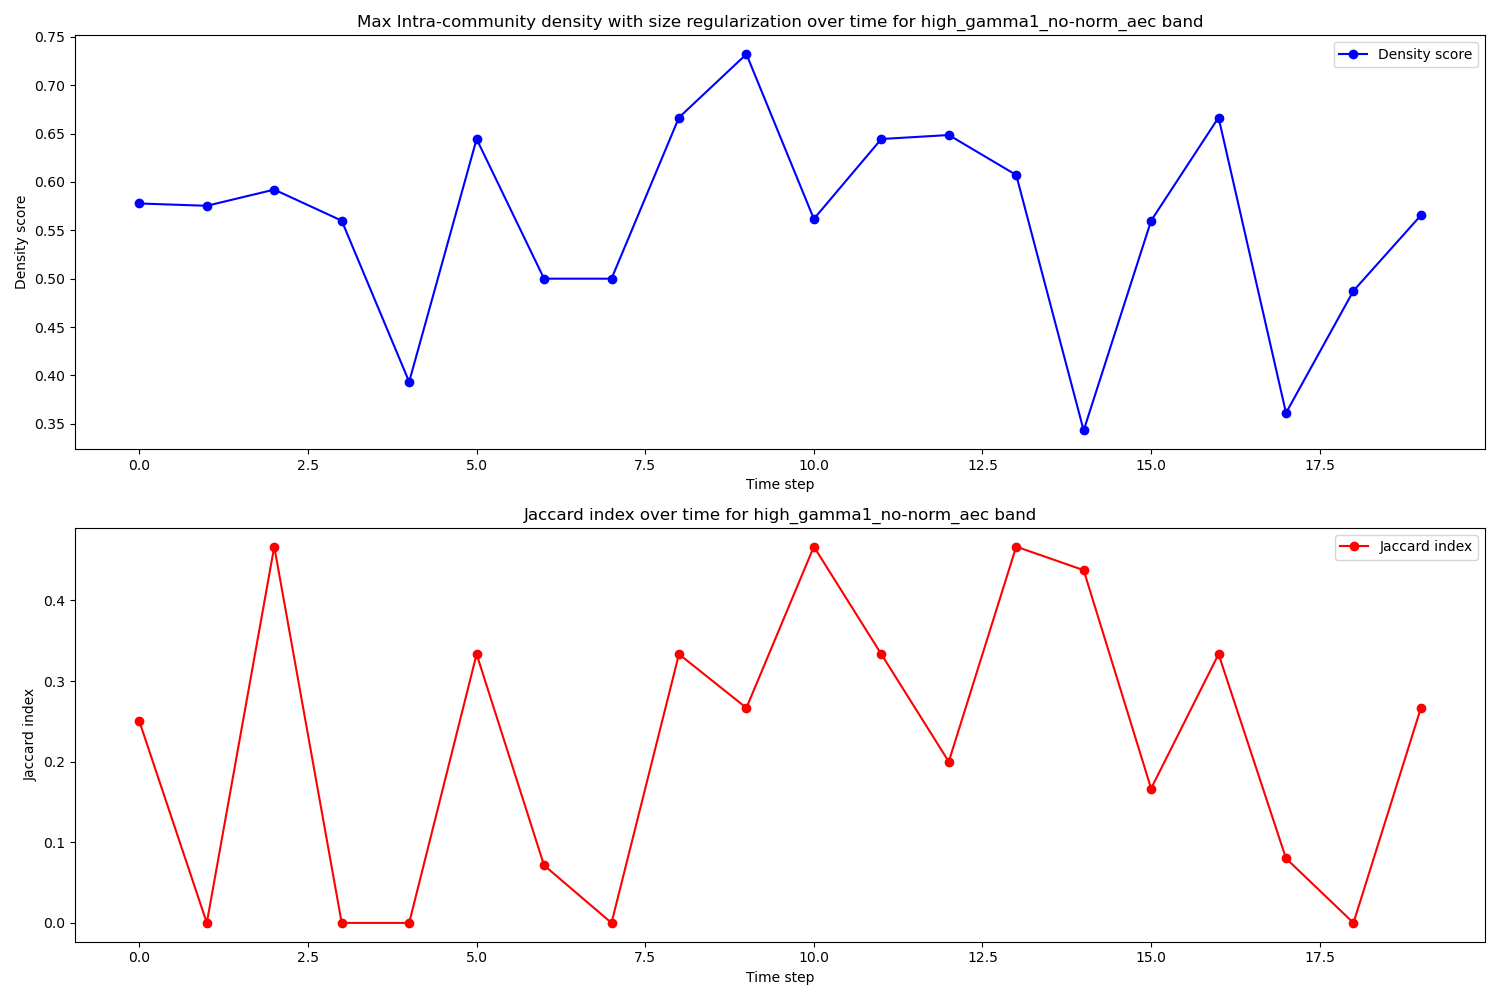 Max Intra-community density with size regularization over time for high_gamma1_no-norm_aec band
Density score
0.75
0.70
0.65
0.60
0.55
0.50
0.45
0.40
0.35
Density score
0.0 2.5 5.0 7.5 10.0 12.5 15.0 17.5
Time step
Jaccard index over time for high_gamma1_no-norm_aec band
Jaccard index
0.4
0.3
0.2
0.1
0.0
Jaccard index
0.0 2.5 5.0 7.5 10.0 12.5 15.0 17.5
Time step